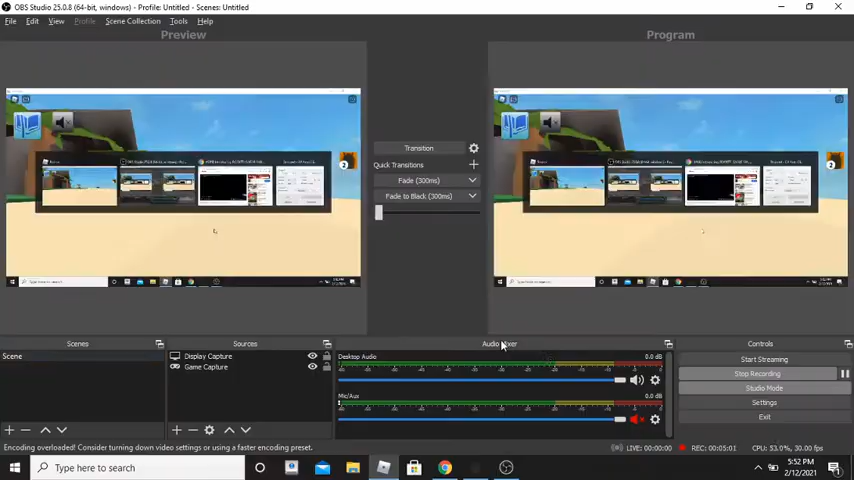 OBS Studio 25.0.8 (64-bit, windows) - Profile: Untitled - Scenes: Untitled
File Edit View Profile Scene Collection Tools Help
Preview
Program
Transition
Quick Transitions
Fade (300ms)
Fade to Black (300ms)
2
2
Scenes
Sources
Audio Mixer
Controls
Scene
Display Capture
Game Capture
Desktop Audio 0.0 dB
Mic/Aux 0.0 dB
Start Streaming
Stop Recording
Studio Mode
Settings
Exit
Encoding overloaded! Consider turning down video settings or using a faster encoding preset.
LIVE: 00:00:00 REC: 00:05:01 CPU: 53.0%, 30.00 fps
Type here to search
5:52 PM
2/12/2021